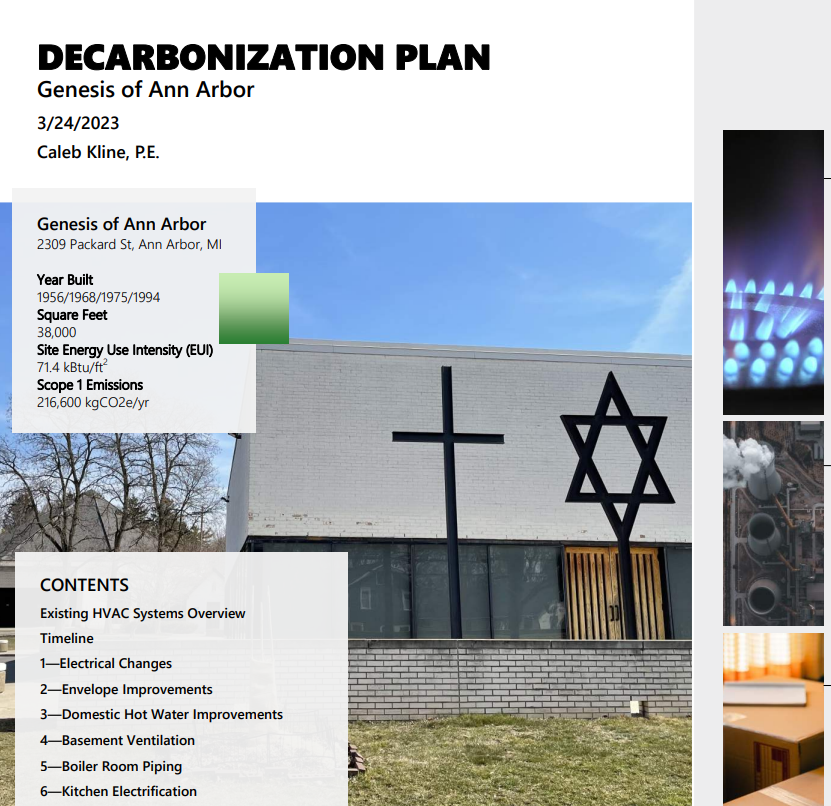 DECARBONIZATION PLAN
Genesis of Ann Arbor
3/24/2023
Caleb Kline, P.E.
Genesis of Ann Arbor
2309 Packard St, Ann Arbor, MI
Year Built
1956/1968/1975/1994
Square Feet
38,000
Site Energy Use Intensity (EUI)
71.4 kBtu/ft²
Scope 1 Emissions
216,600 kgCO2e/yr
CONTENTS
Existing HVAC Systems Overview
Timeline
1—Electrical Changes
2—Envelope Improvements
3—Domestic Hot Water Improvements
4—Basement Ventilation
5—Boiler Room Piping
6—Kitchen Electrification